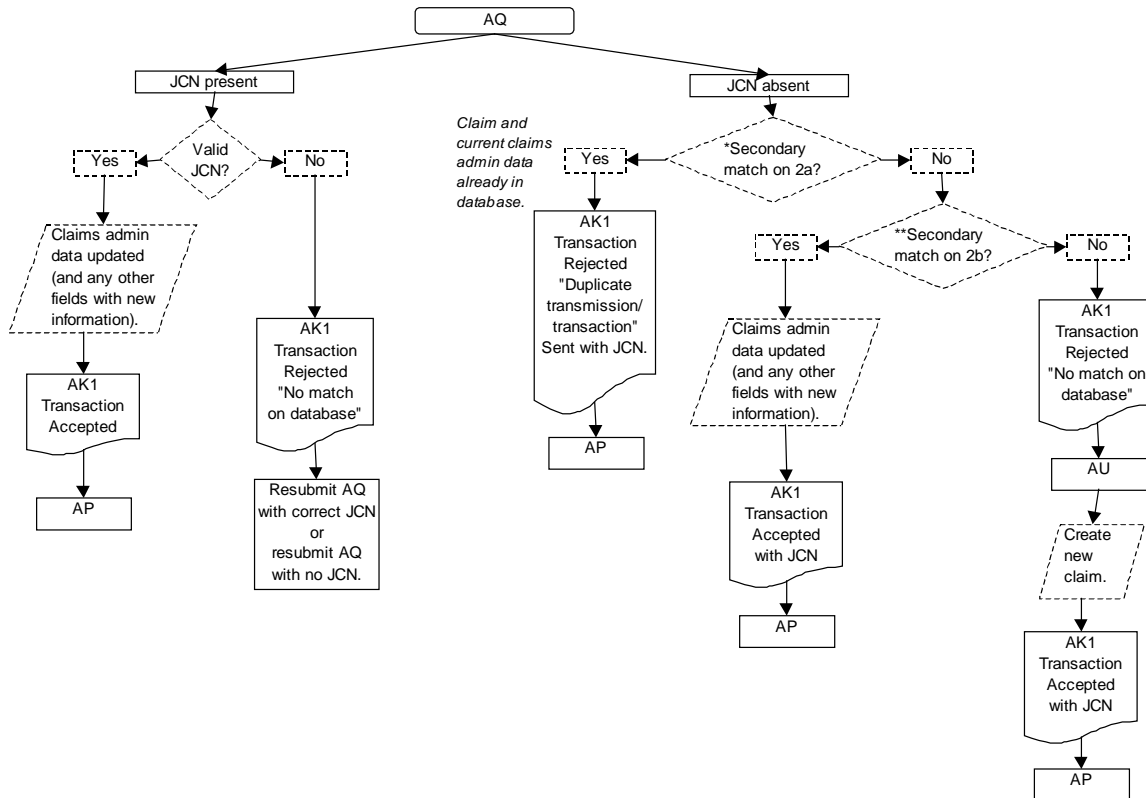 AQ
JCN present
JCN absent
Valid
JCN?
Yes
No
Claims admin
data updated
(and any other
fields with new
information).
AK1
Transaction
Accepted
AP
AK1
Transaction
Rejected
"No match
on database"
Resubmit AQ
with correct JCN
or
resubmit AQ
with no JCN.
Claim and
current claims
admin data
already in
database.
*Secondary
match on 2a?
Yes
No
AK1
Transaction
Rejected
"Duplicate
transmission/
transaction"
Sent with JCN.
AP
**Secondary
match on 2b?
Yes
No
Claims admin
data updated
(and any other
fields with new
information).
AK1
Transaction
Accepted
with JCN
AP
AK1
Transaction
Rejected
"No match on
database"
AU
Create
new
claim.
AK1
Transaction
Accepted
with JCN
AP